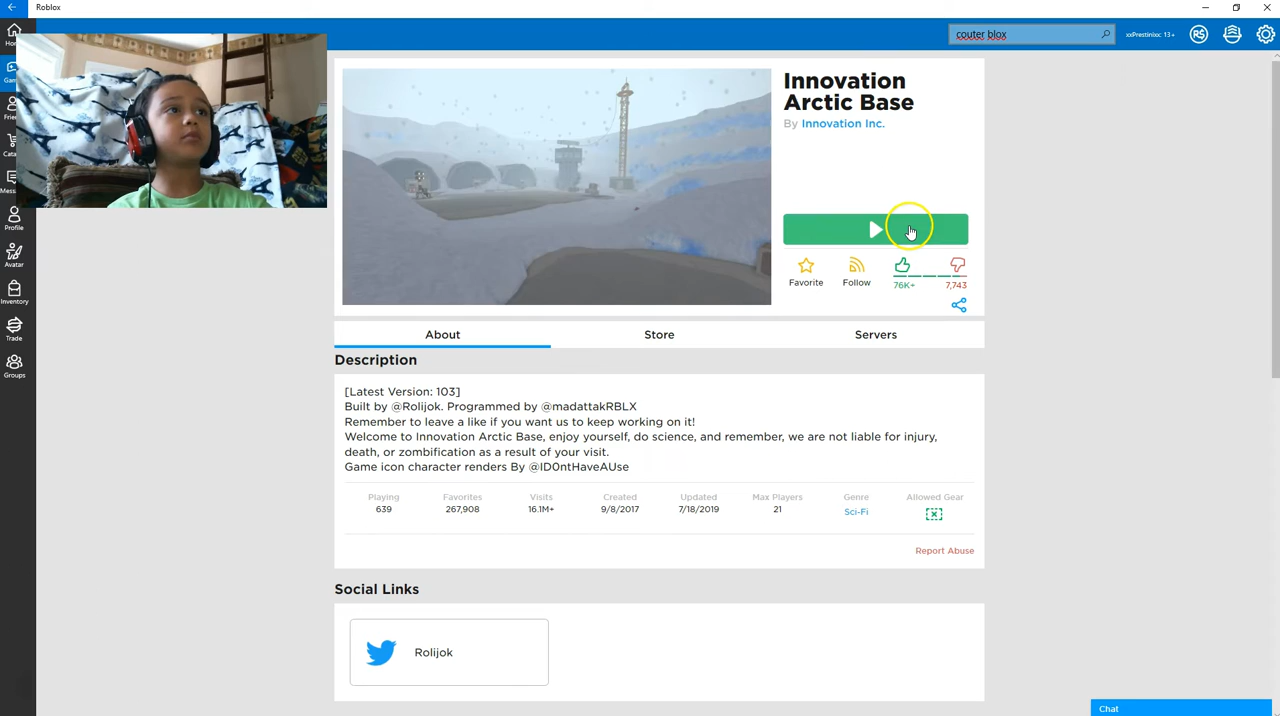 Roblox
couter blox
xxPrestinixx: 13+
Innovation
Arctic Base
By Innovation Inc.
Favorite
Follow
76K+
7,743
About
Store
Servers
Description
[Latest Version: 103]
Built by @Rolijok. Programmed by @madattakRBLX
Remember to leave a like if you want us to keep working on it!
Welcome to Innovation Arctic Base, enjoy yourself, do science, and remember, we are not liable for injury,
death, or zombification as a result of your visit.
Game icon character renders By @ID0ntHaveAUse
Playing
Favorites
Visits
Created
Updated
Max Players
Genre
Allowed Gear
639
267,908
16.1M+
9/8/2017
7/18/2019
21
Sci-Fi
Report Abuse
Social Links
Rolijok
Profile
Avatar
Inventory
Trade
Groups
Chat